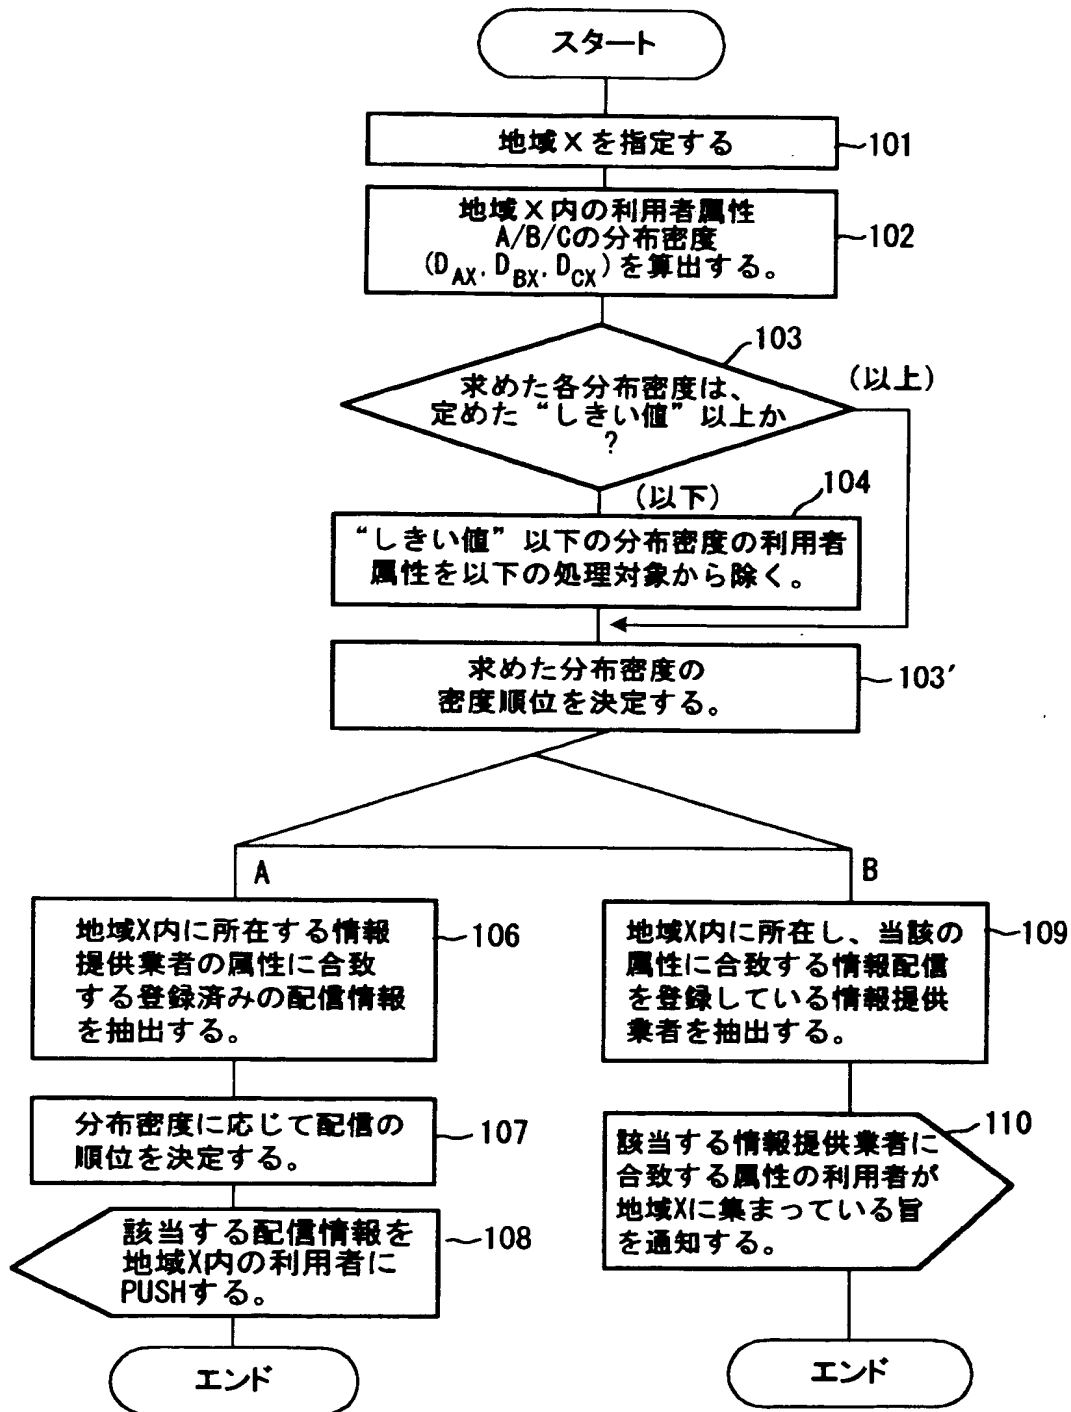 スタート
地域Xを指定する
101
地域X内の利用者属性
A/B/Cの分布密度
(DAX, DBX, DCX)を算出する。
102
103
求めた各分布密度は、
定めた“しきい値”以上か
?
(以上)
(以下)
104
“しきい値”以下の分布密度の利用者
属性を以下の処理対象から除く。
求めた分布密度の
密度順位を決定する。
103′
A
B
地域X内に所在する情報
提供業者の属性に合致
する登録済みの配信情報
を抽出する。
106
地域X内に所在し、当該の
属性に合致する情報配信
を登録している情報提供
業者を抽出する。
109
分布密度に応じて配信の
順位を決定する。
107
110
該当する情報提供業者に
合致する属性の利用者が
地域Xに集まっている旨
を通知する。
該当する配信情報を
地域X内の利用者に
PUSHする。
108
エンド
エンド